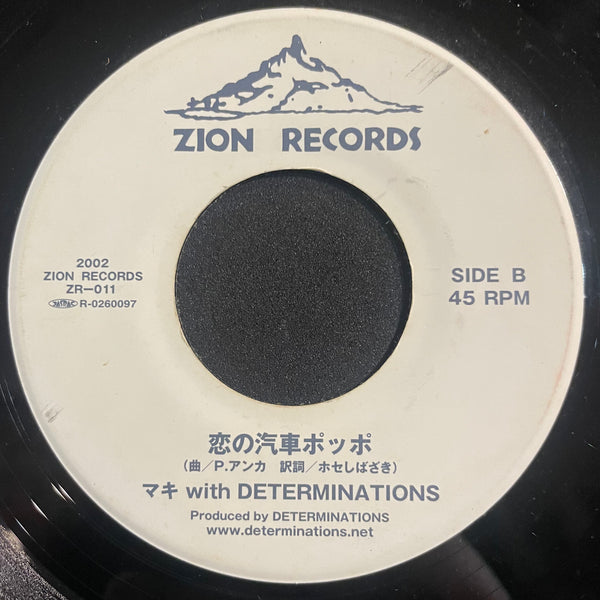 ZION RECORDS
2002
ZION RECORDS
ZR-011
JASRAC R-0260097
SIDE B
45 RPM
恋の汽車ポッポ
(曲/P.アンカ 訳詞/ホセしばざき)
マキ with DETERMINATIONS
Produced by DETERMINATIONS
www.determinations.net